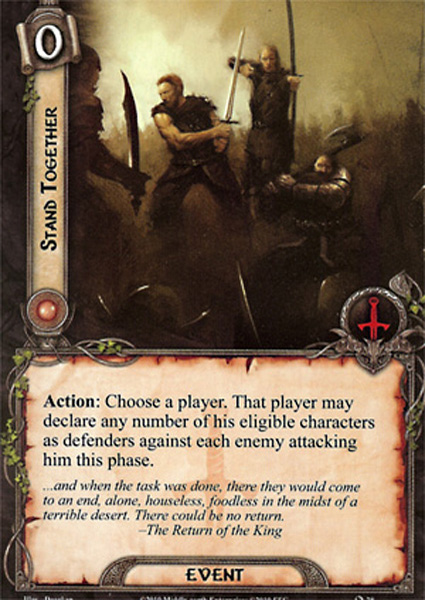 0
STAND TOGETHER
Action: Choose a player. That player may
declare any number of his eligible characters
as defenders against each enemy attacking
him this phase.
...and when the task was done, there they would come
to an end, alone, houseless, foodless in the midst of a
terrible desert. There could be no return.
–The Return of the King
EVENT